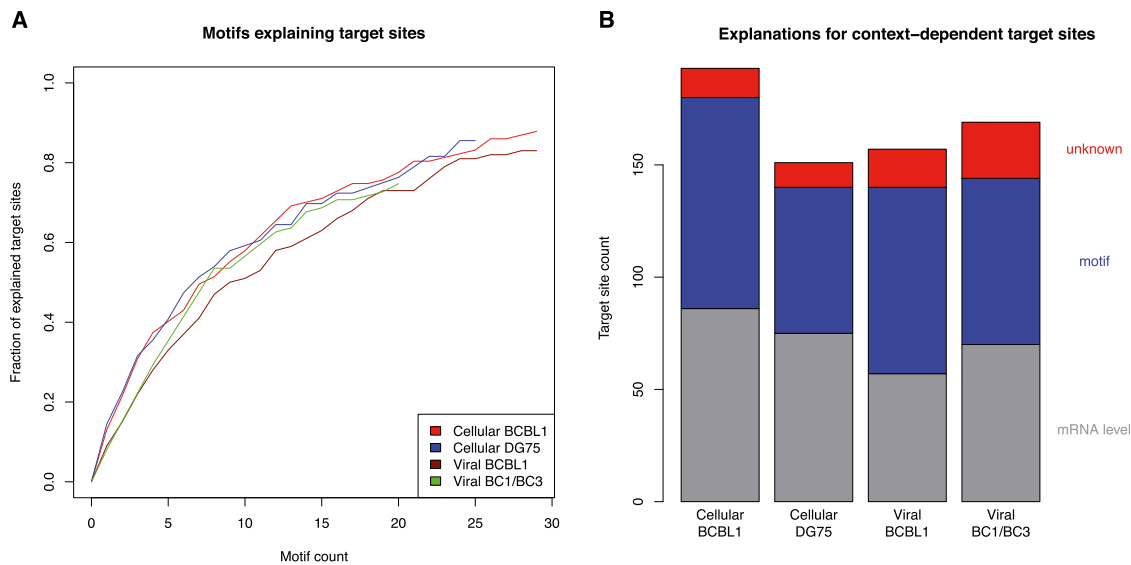 A
Motifs explaining target sites
Fraction of explained target sites
1.0
0.8
0.6
0.4
0.2
0.0
0 5 10 15 20 25 30
Motif count
Cellular BCBL1
Cellular DG75
Viral BCBL1
Viral BC1/BC3
B
Explanations for context−dependent target sites
Target site count
150
100
50
0
unknown
motif
mRNA level
Cellular
BCBL1
Cellular
DG75
Viral
BCBL1
Viral
BC1/BC3